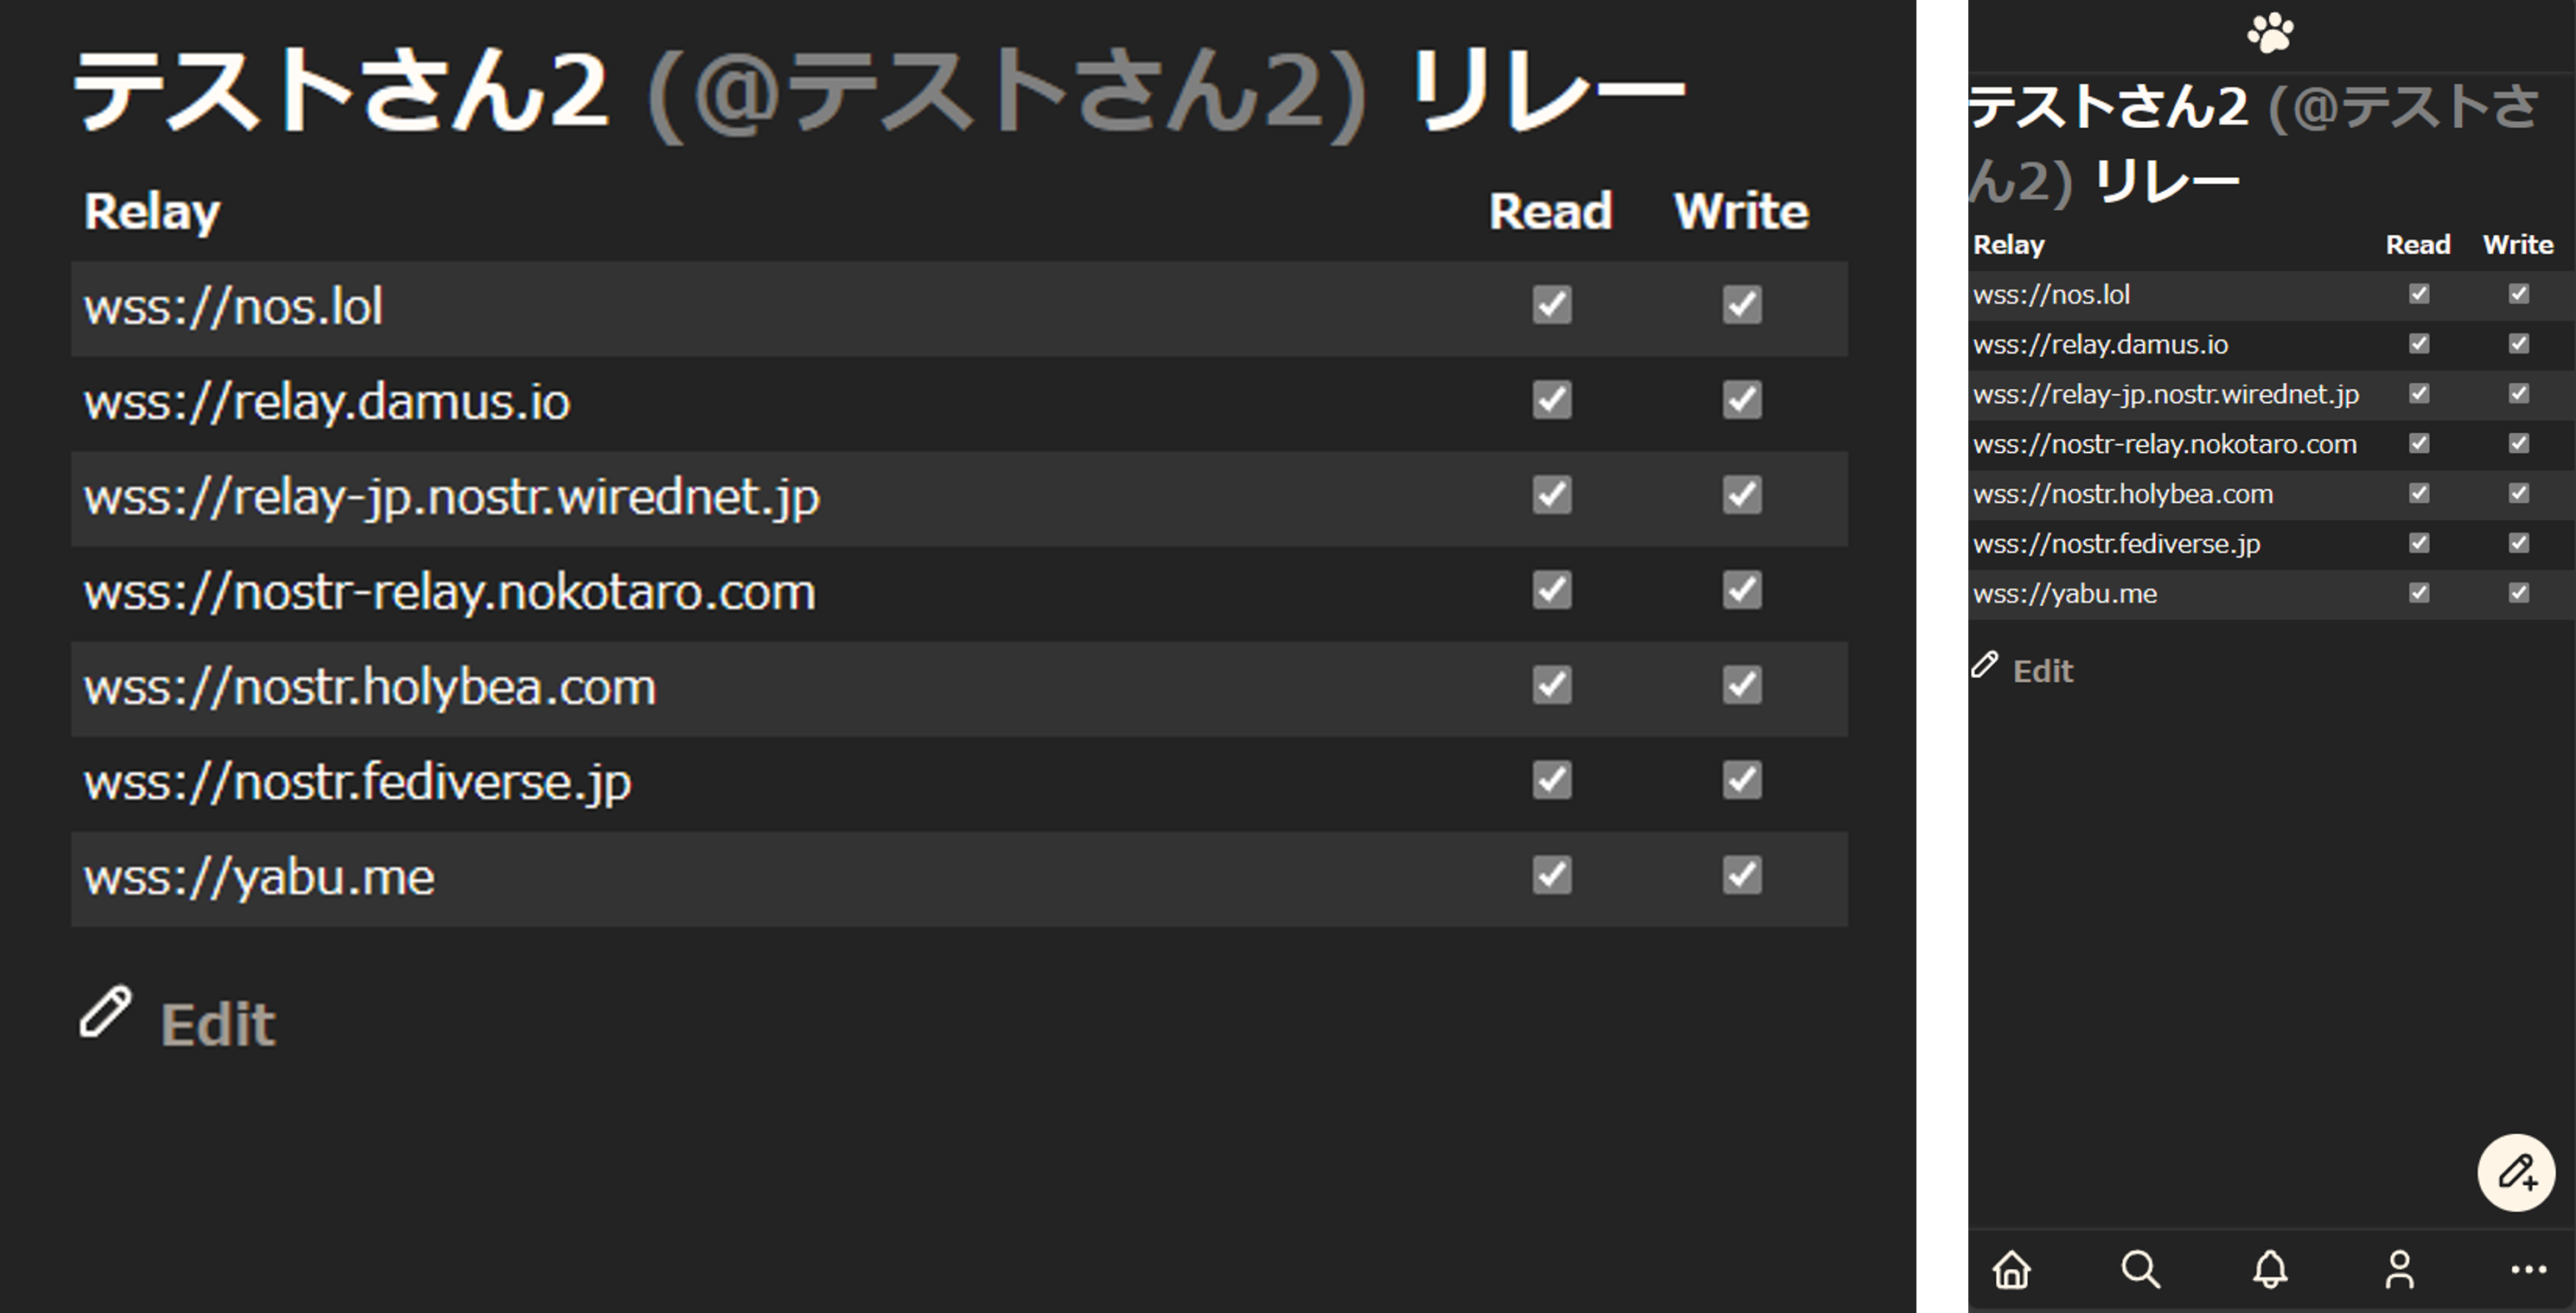 テストさん2 (@テストさん2) リレー
Relay Read Write
wss://nos.lol
wss://relay.damus.io
wss://relay-jp.nostr.wirednet.jp
wss://nostr-relay.nokotaro.com
wss://nostr.holybea.com
wss://nostr.fediverse.jp
wss://yabu.me
Edit
テストさん2 (@テストさ
ん2) リレー
Relay Read Write
wss://nos.lol
wss://relay.damus.io
wss://relay-jp.nostr.wirednet.jp
wss://nostr-relay.nokotaro.com
wss://nostr.holybea.com
wss://nostr.fediverse.jp
wss://yabu.me
Edit